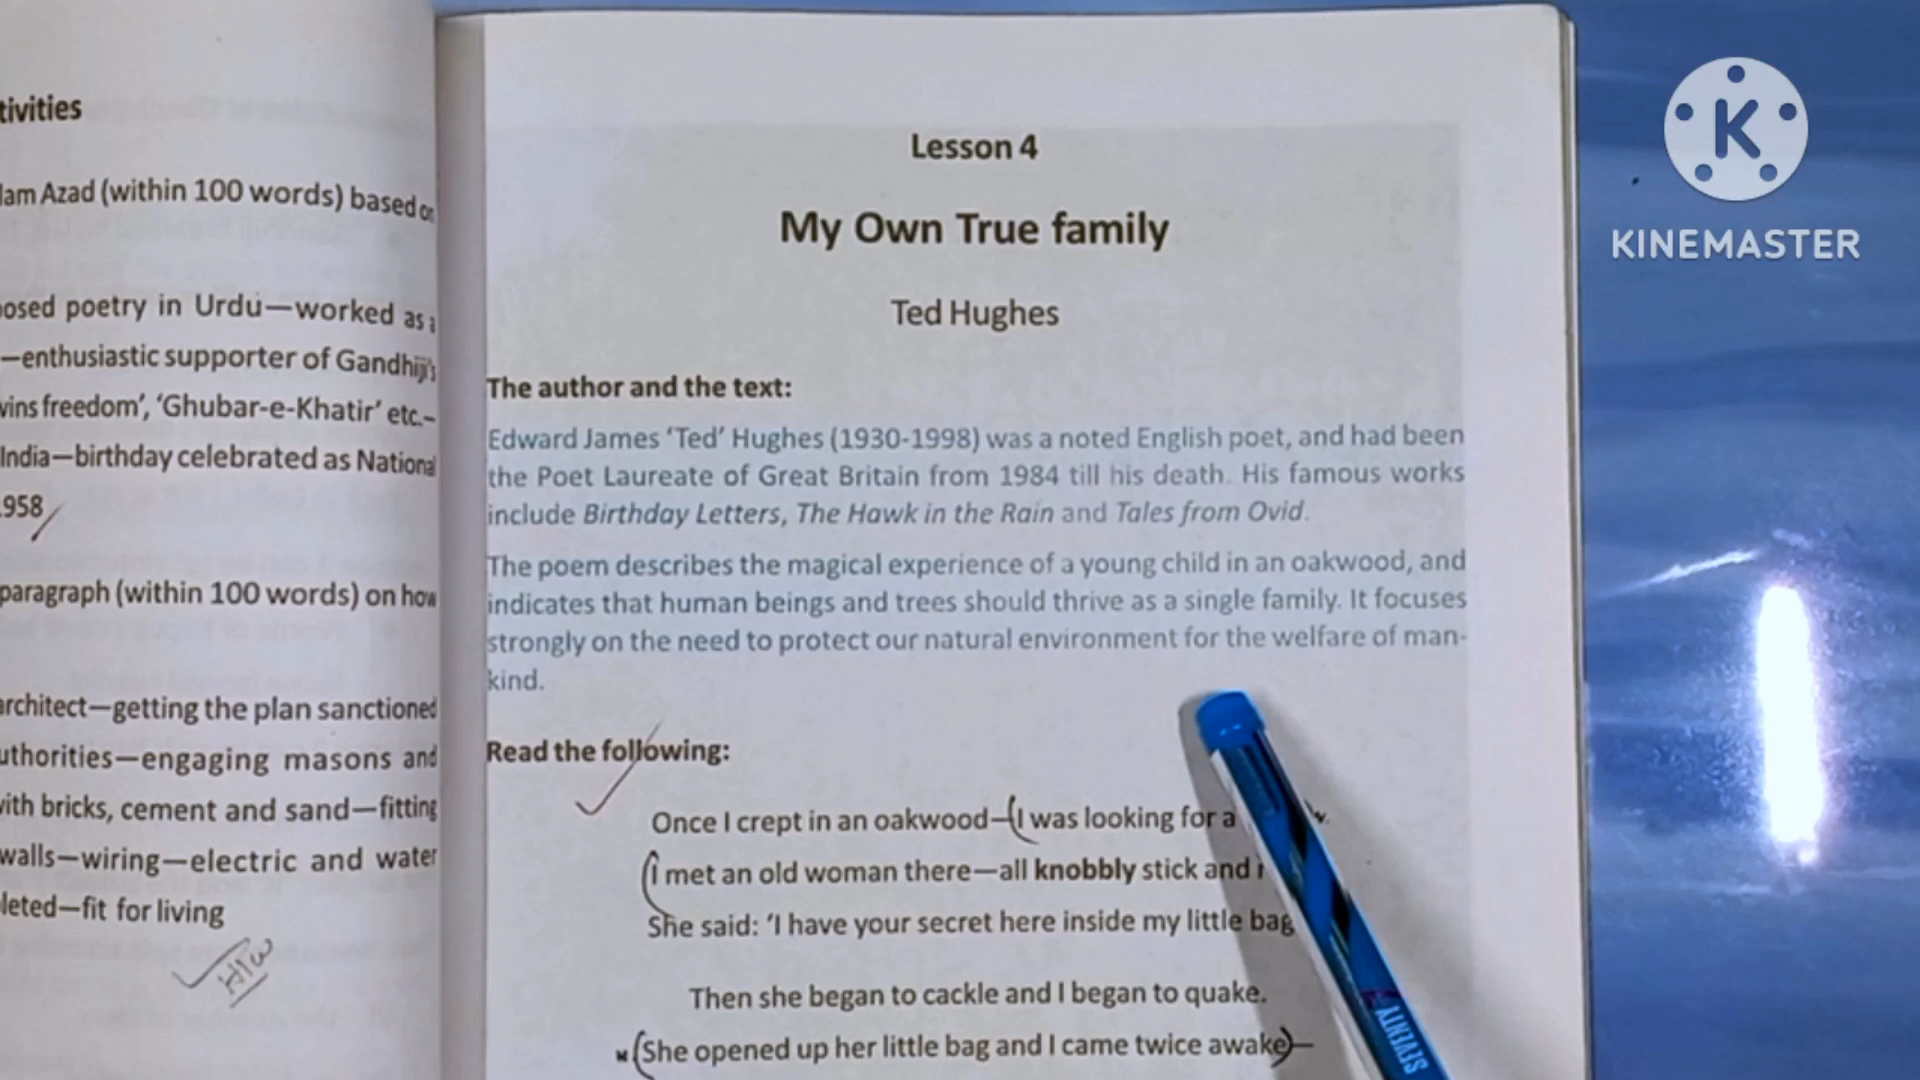 tivities
lam Azad (within 100 words) based on
osed poetry in Urdu—worked as a
—enthusiastic supporter of Gandhiji's
wins freedom', 'Ghubar-e-Khatir' etc.–
India—birthday celebrated as National
958
paragraph (within 100 words) on how
architect—getting the plan sanctioned
uthorities—engaging masons and
with bricks, cement and sand—fitting
walls—wiring—electric and water
leted—fit for living
Lesson 4
My Own True family
Ted Hughes
The author and the text:
Edward James 'Ted' Hughes (1930-1998) was a noted English poet, and had been
the Poet Laureate of Great Britain from 1984 till his death. His famous works
include Birthday Letters, The Hawk in the Rain and Tales from Ovid.
The poem describes the magical experience of a young child in an oakwood, and
indicates that human beings and trees should thrive as a single family. It focuses
strongly on the need to protect our natural environment for the welfare of man-
kind.
Read the following:
Once I crept in an oakwood—I was looking for a
I met an old woman there—all knobbly stick and
She said: 'I have your secret here inside my little bag
Then she began to cackle and I began to quake.
She opened up her little bag and I came twice awake—
SEVENTY
K
KINEMASTER